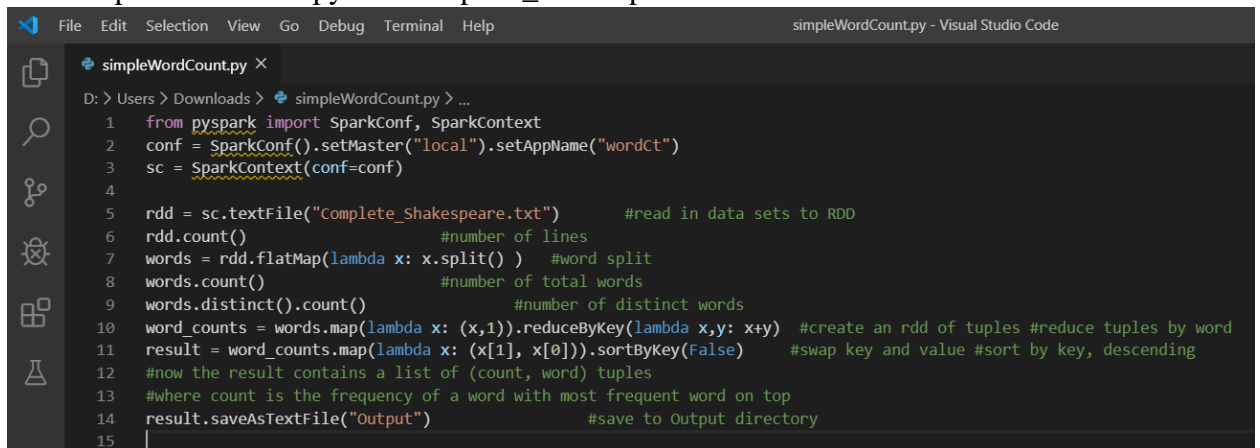 File Edit Selection View Go Debug Terminal Help simpleWordCount.py - Visual Studio Code
simpleWordCount.py ×
D: > Users > Downloads > simpleWordCount.py > ...
1 from pyspark import SparkConf, SparkContext
2 conf = SparkConf().setMaster("local").setAppName("wordCt")
3 sc = SparkContext(conf=conf)
4
5 rdd = sc.textFile("Complete_Shakespeare.txt") #read in data sets to RDD
6 rdd.count() #number of lines
7 words = rdd.flatMap(lambda x: x.split() ) #word split
8 words.count() #number of total words
9 words.distinct().count() #number of distinct words
10 word_counts = words.map(lambda x: (x,1)).reduceByKey(lambda x,y: x+y) #create an rdd of tuples #reduce tuples by word
11 result = word_counts.map(lambda x: (x[1], x[0])).sortByKey(False) #swap key and value #sort by key, descending
12 #now the result contains a list of (count, word) tuples
13 #where count is the frequency of a word with most frequent word on top
14 result.saveAsTextFile("Output") #save to Output directory
15